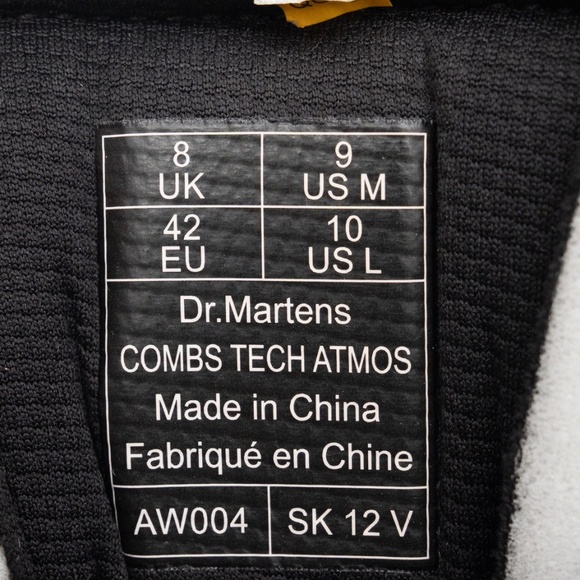 8 9
UK US M
42 10
EU US L
Dr.Martens
COMBS TECH ATMOS
Made in China
Fabriqué en Chine
AW004 SK 12 V